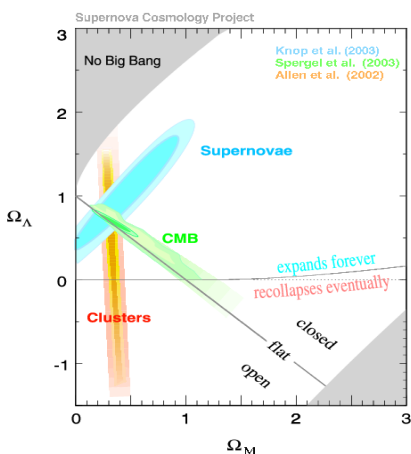 Supernova Cosmology Project
3
No Big Bang
Knop et al. (2003)
Spergel et al. (2003)
Allen et al. (2002)
2
Supernovae
1
Ω_Λ
CMB
expands forever
0
recollapses eventually
Clusters
closed
flat
-1
open
0 1 2 3
Ω_M